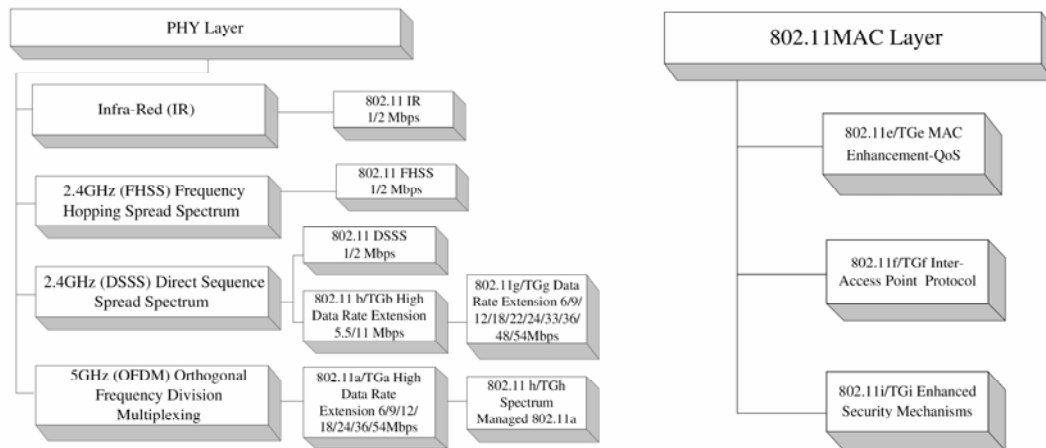 PHY Layer
Infra-Red (IR)
802.11 IR
1/2 Mbps
2.4GHz (FHSS) Frequency
Hopping Spread Spectrum
802.11 FHSS
1/2 Mbps
2.4GHz (DSSS) Direct Sequence
Spread Spectrum
802.11 DSSS
1/2 Mbps
802.11 b/TGb High
Data Rate Extension
5.5/11 Mbps
802.11g/TGg Data
Rate Extension 6/9/
12/18/22/24/33/36/
48/54Mbps
5GHz (OFDM) Orthogonal
Frequency Division
Multiplexing
802.11a/TGa High
Data Rate
Extension 6/9/12/
18/24/36/54Mbps
802.11 h/TGh
Spectrum
Managed 802.11a
802.11MAC Layer
802.11e/TGe MAC
Enhancement-QoS
802.11f/TGf Inter-
Access Point Protocol
802.11i/TGi Enhanced
Security Mechanisms